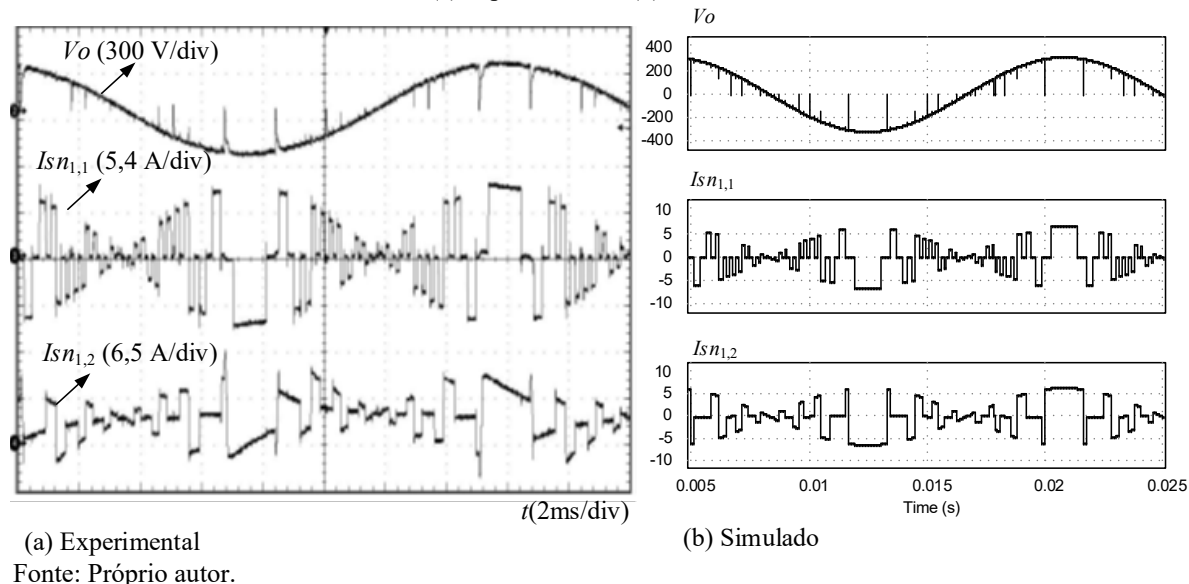 Vo (300 V/div)
Isn1,1 (5,4 A/div)
Isn1,2 (6,5 A/div)
t(2ms/div)
(a) Experimental
Fonte: Próprio autor.
Vo
400
200
0
-200
-400
Isn1,1
10
5
0
-5
-10
Isn1,2
10
5
0
-5
-10
0.005
0.01
0.015
0.02
0.025
Time (s)
(b) Simulado